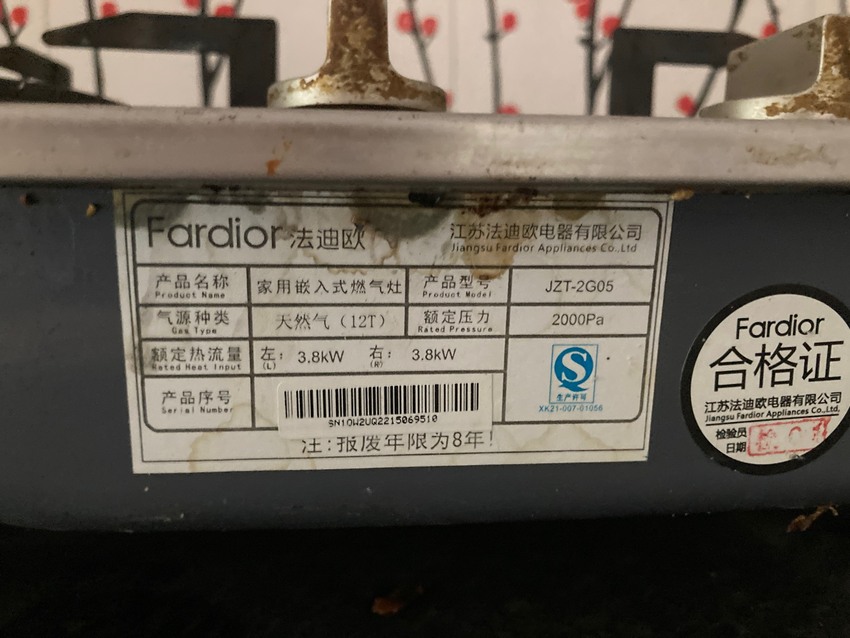 Fardior 法迪欧
江苏法迪欧电器有限公司
Jiangsu Fardior Appliances Co.,Ltd
产品名称 家用嵌入式燃气灶 产品型号 JZT-2G05
Product Name Product Model
气源种类 天然气(12T) 额定压力 2000Pa
Gas Type Rated Pressure
额定热流量 左: 3.8kW 右: 3.8kW
Rated Heat Input (L) (R)
产品序号
Serial Number
SN10W2UQ2215069510
注:报废年限为8年!
生产许可
XK21-007-01056
Fardior
合格证
江苏法迪欧电器有限公司
Jiangsu Fardior Appliances Co.,Ltd.
检验员
日期